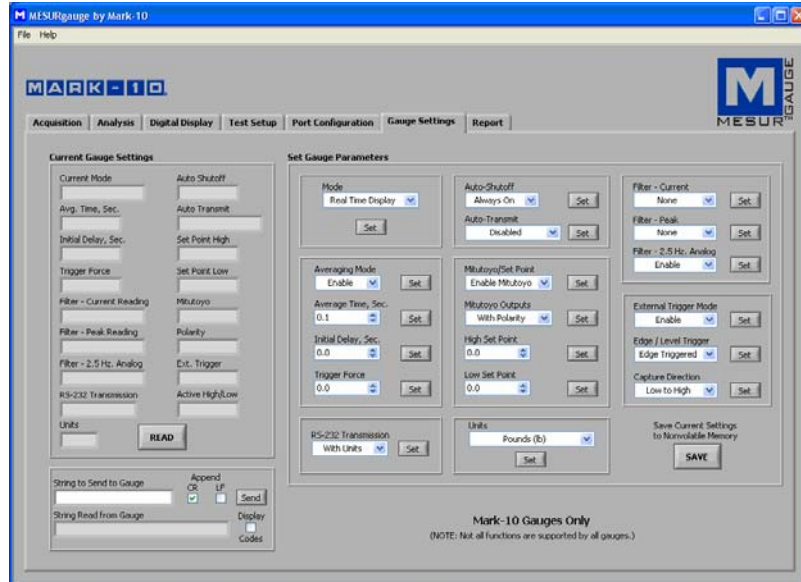 MESURgauge by Mark-10
File Help
MARK-10
M
MESUR GAUGE
Acquisition Analysis Digital Display Test Setup Port Configuration Gauge Settings Report
Current Gauge Settings
Current Mode Auto Shutoff
Avg. Time, Sec. Auto Transmit
Initial Delay, Sec. Set Point High
Trigger Force Set Point Low
Filter - Current Reading Mitutoyo
Filter - Peak Reading Polarity
Filter - 2.5 Hz. Analog Ext. Trigger
RS-232 Transmission Active High/Low
Units
READ
String to Send to Gauge Append
CR LF
Send
String Read from Gauge Display
Codes
Set Gauge Parameters
Mode
Real Time Display
Set
Auto-Shutoff
Always On Set
Auto-Transmit
Disabled Set
Filter - Current
None Set
Filter - Peak
None Set
Filter - 2.5 Hz. Analog
Enable Set
Averaging Mode
Enable Set
Average Time, Sec.
0.1 Set
Initial Delay, Sec.
0.0 Set
Trigger Force
0.0 Set
Mitutoyo/Set Point
Enable Mitutoyo Set
Mitutoyo Outputs
With Polarity Set
High Set Point
0.0 Set
Low Set Point
0.0 Set
External Trigger Mode
Enable Set
Edge / Level Trigger
Edge Triggered Set
Capture Direction
Low to High Set
RS-232 Transmission
With Units Set
Units
Pounds (lb)
Set
Save Current Settings
to Nonvolatile Memory
SAVE
Mark-10 Gauges Only
(NOTE: Not all functions are supported by all gauges.)